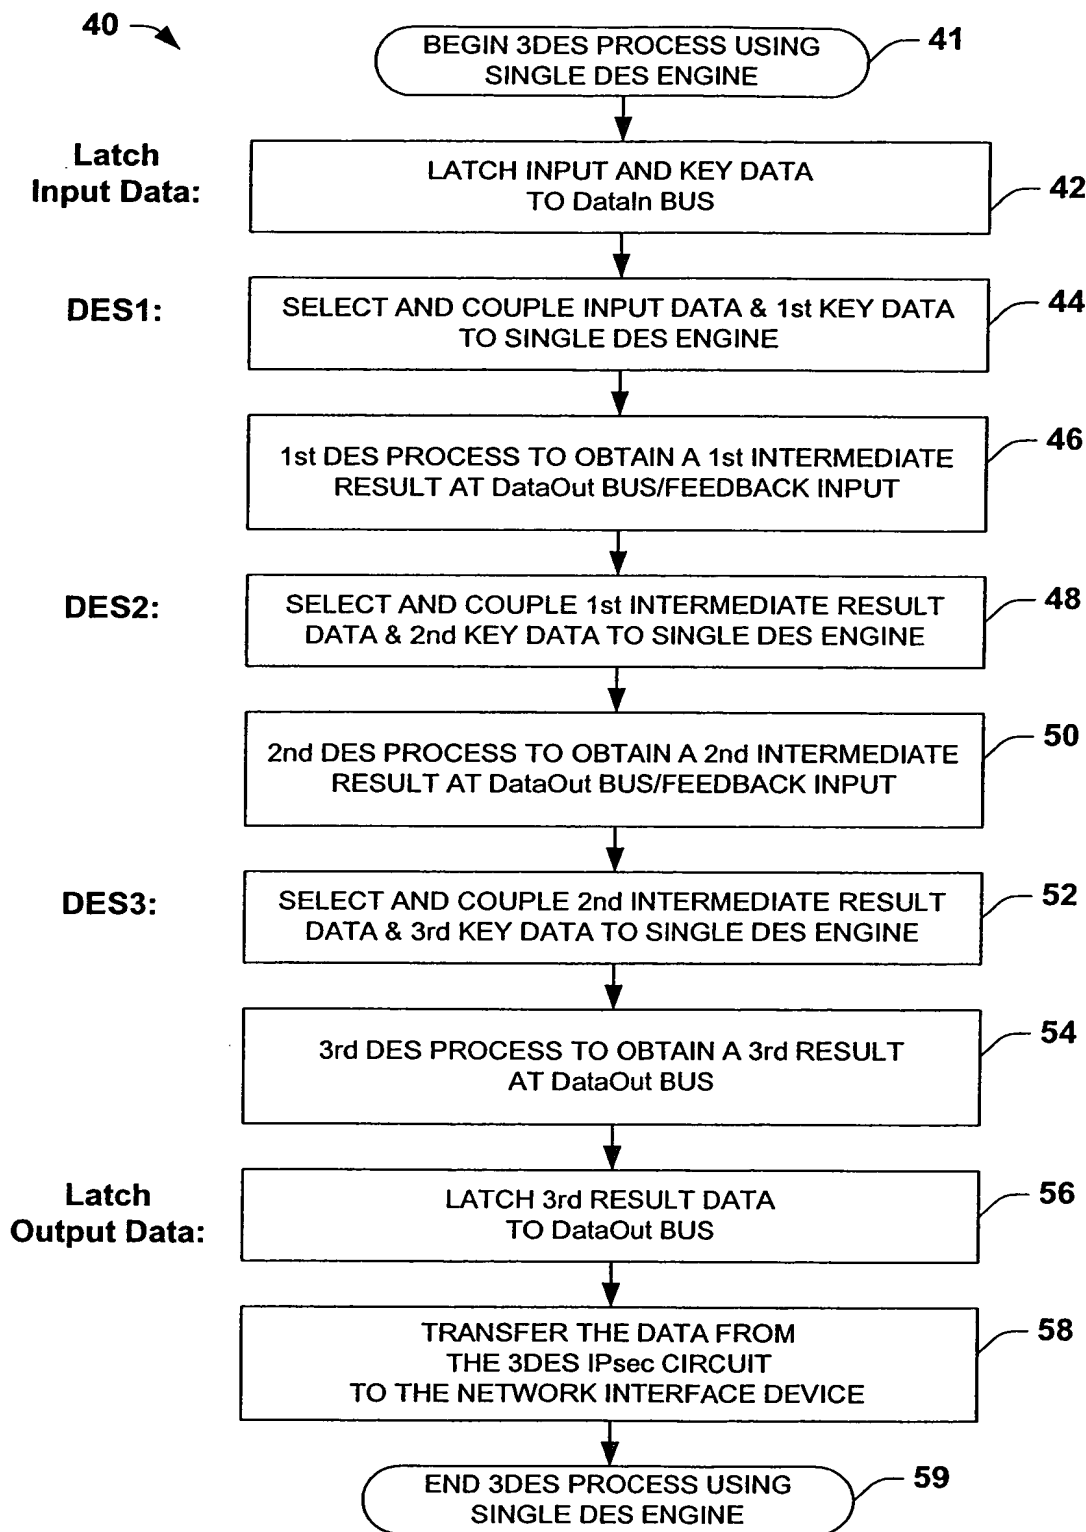 40
BEGIN 3DES PROCESS USING
SINGLE DES ENGINE
41
Latch
Input Data:
LATCH INPUT AND KEY DATA
TO DataIn BUS
42
DES1:
SELECT AND COUPLE INPUT DATA & 1st KEY DATA
TO SINGLE DES ENGINE
44
1st DES PROCESS TO OBTAIN A 1st INTERMEDIATE
RESULT AT DataOut BUS/FEEDBACK INPUT
46
DES2:
SELECT AND COUPLE 1st INTERMEDIATE RESULT
DATA & 2nd KEY DATA TO SINGLE DES ENGINE
48
2nd DES PROCESS TO OBTAIN A 2nd INTERMEDIATE
RESULT AT DataOut BUS/FEEDBACK INPUT
50
DES3:
SELECT AND COUPLE 2nd INTERMEDIATE RESULT
DATA & 3rd KEY DATA TO SINGLE DES ENGINE
52
3rd DES PROCESS TO OBTAIN A 3rd RESULT
AT DataOut BUS
54
Latch
Output Data:
LATCH 3rd RESULT DATA
TO DataOut BUS
56
TRANSFER THE DATA FROM
THE 3DES IPsec CIRCUIT
TO THE NETWORK INTERFACE DEVICE
58
END 3DES PROCESS USING
SINGLE DES ENGINE
59